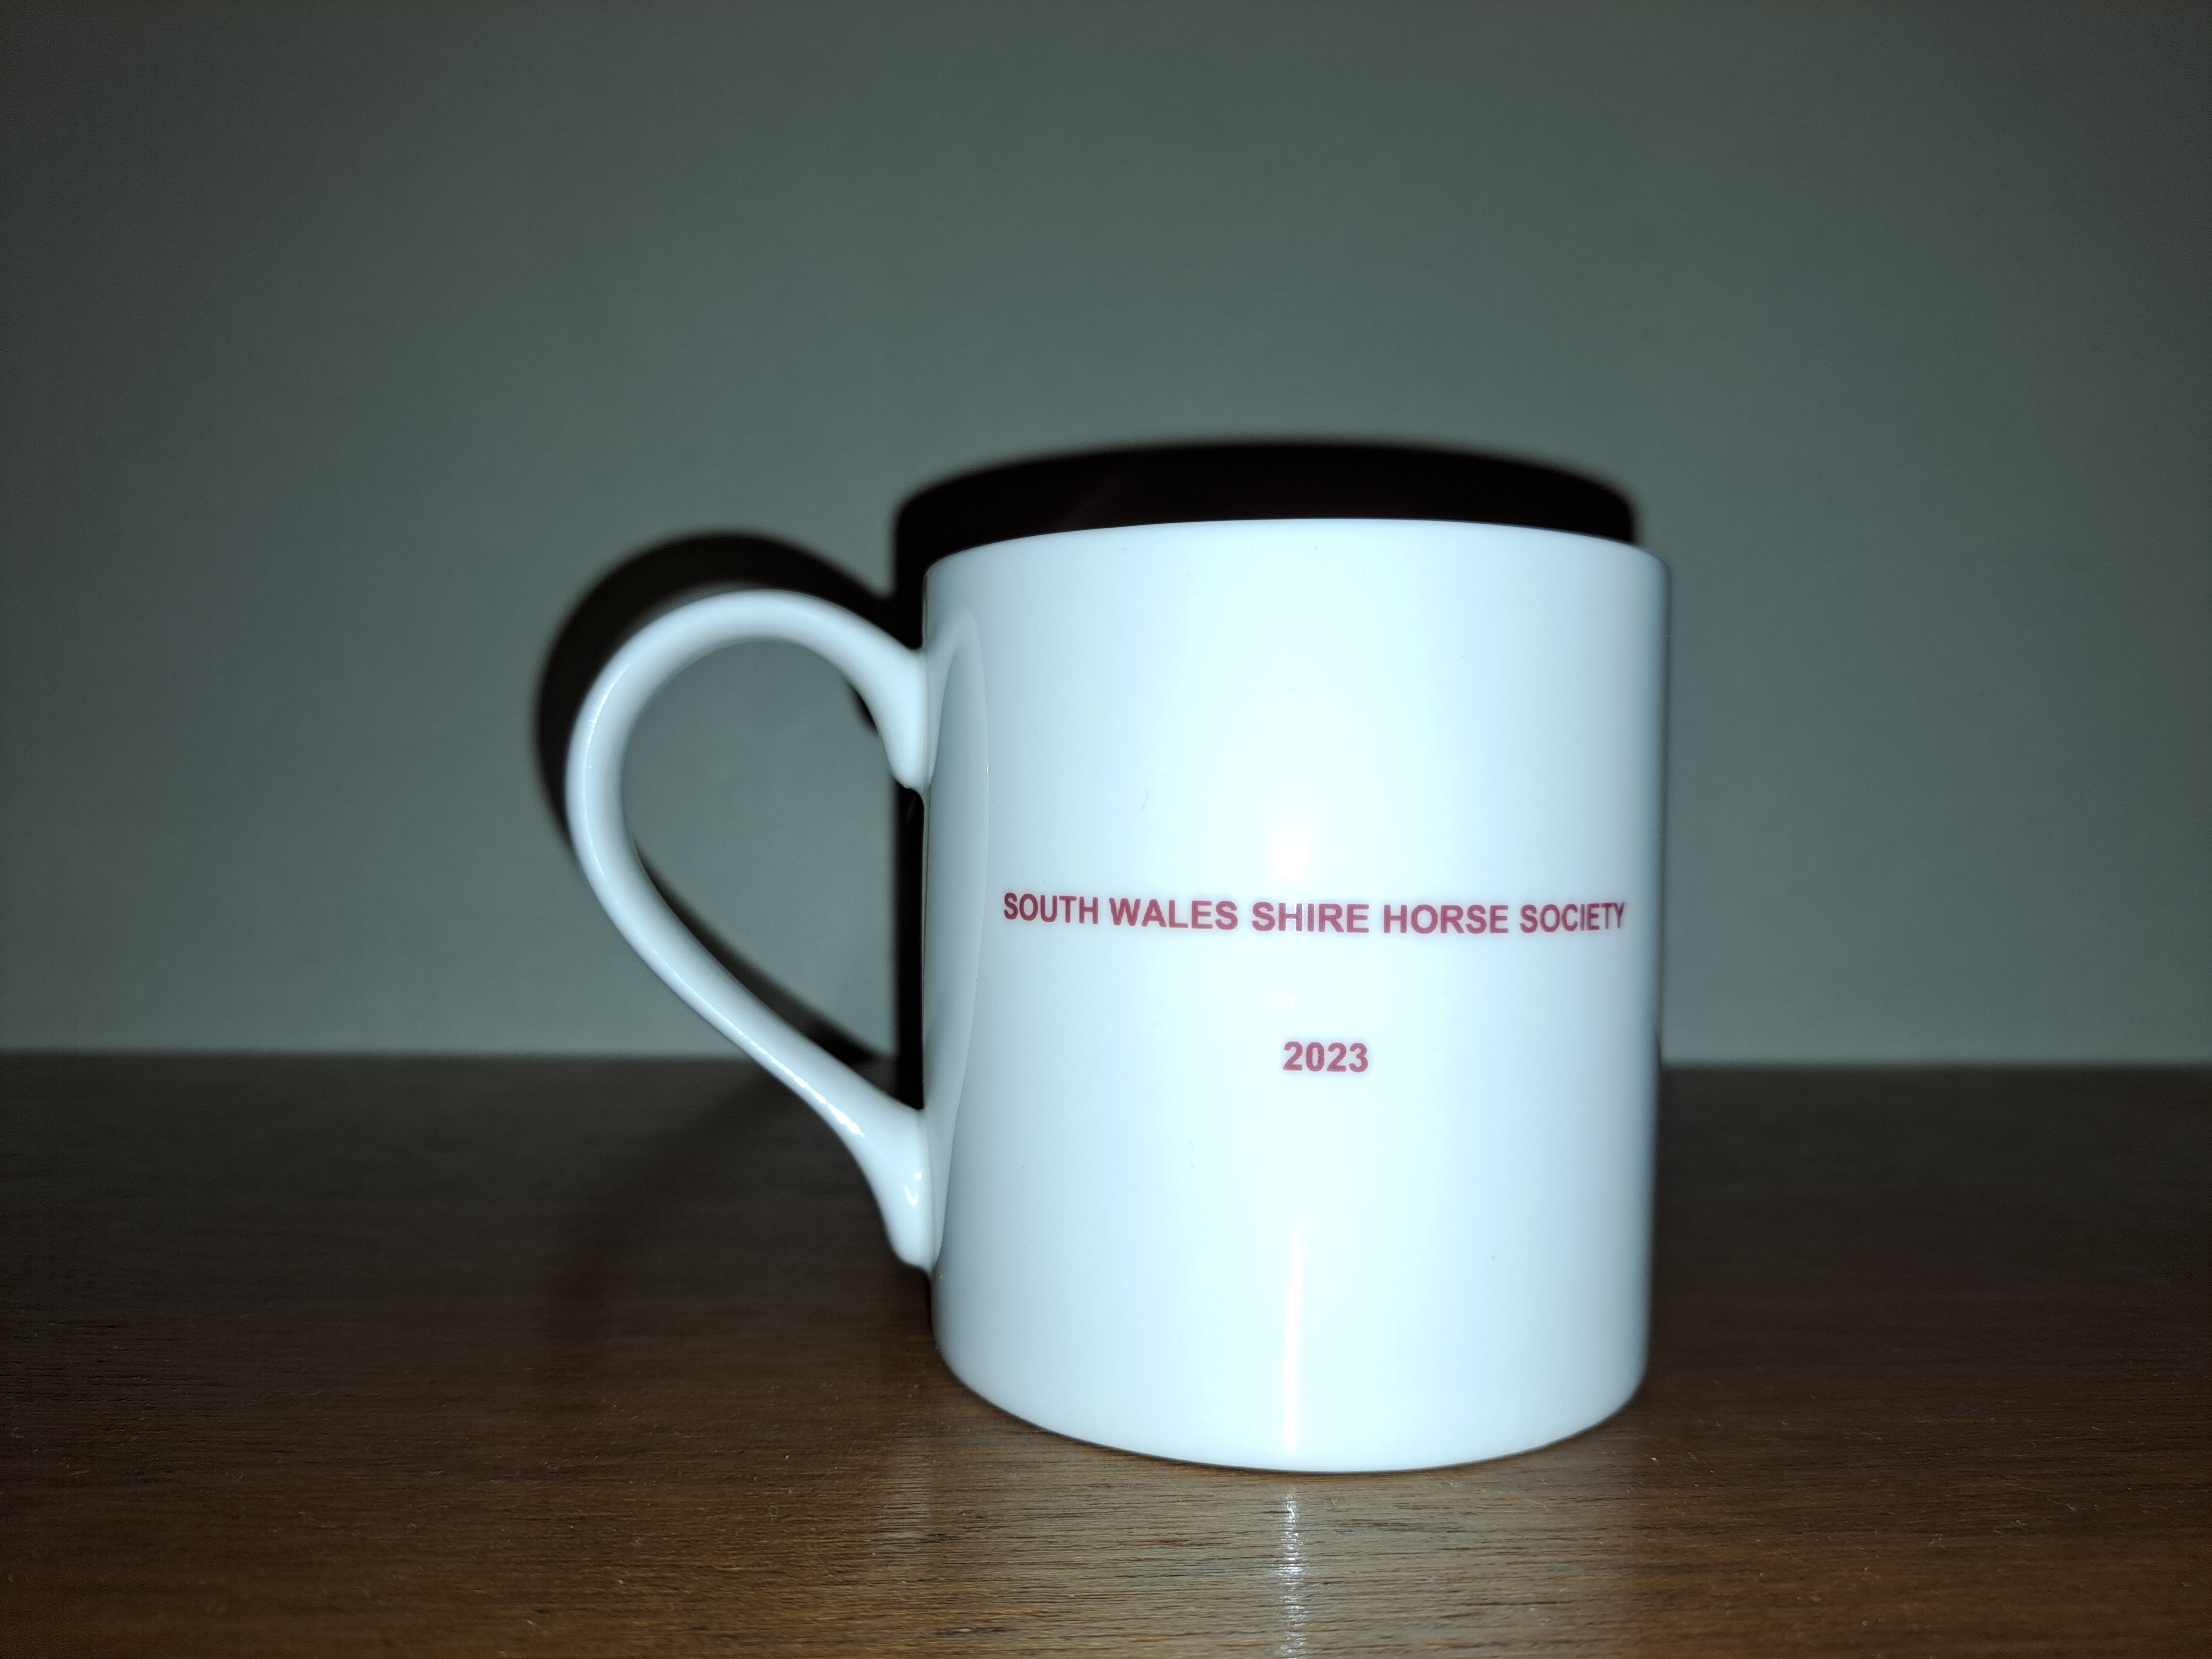 SOUTH WALES SHIRE HORSE SOCIETY
2023